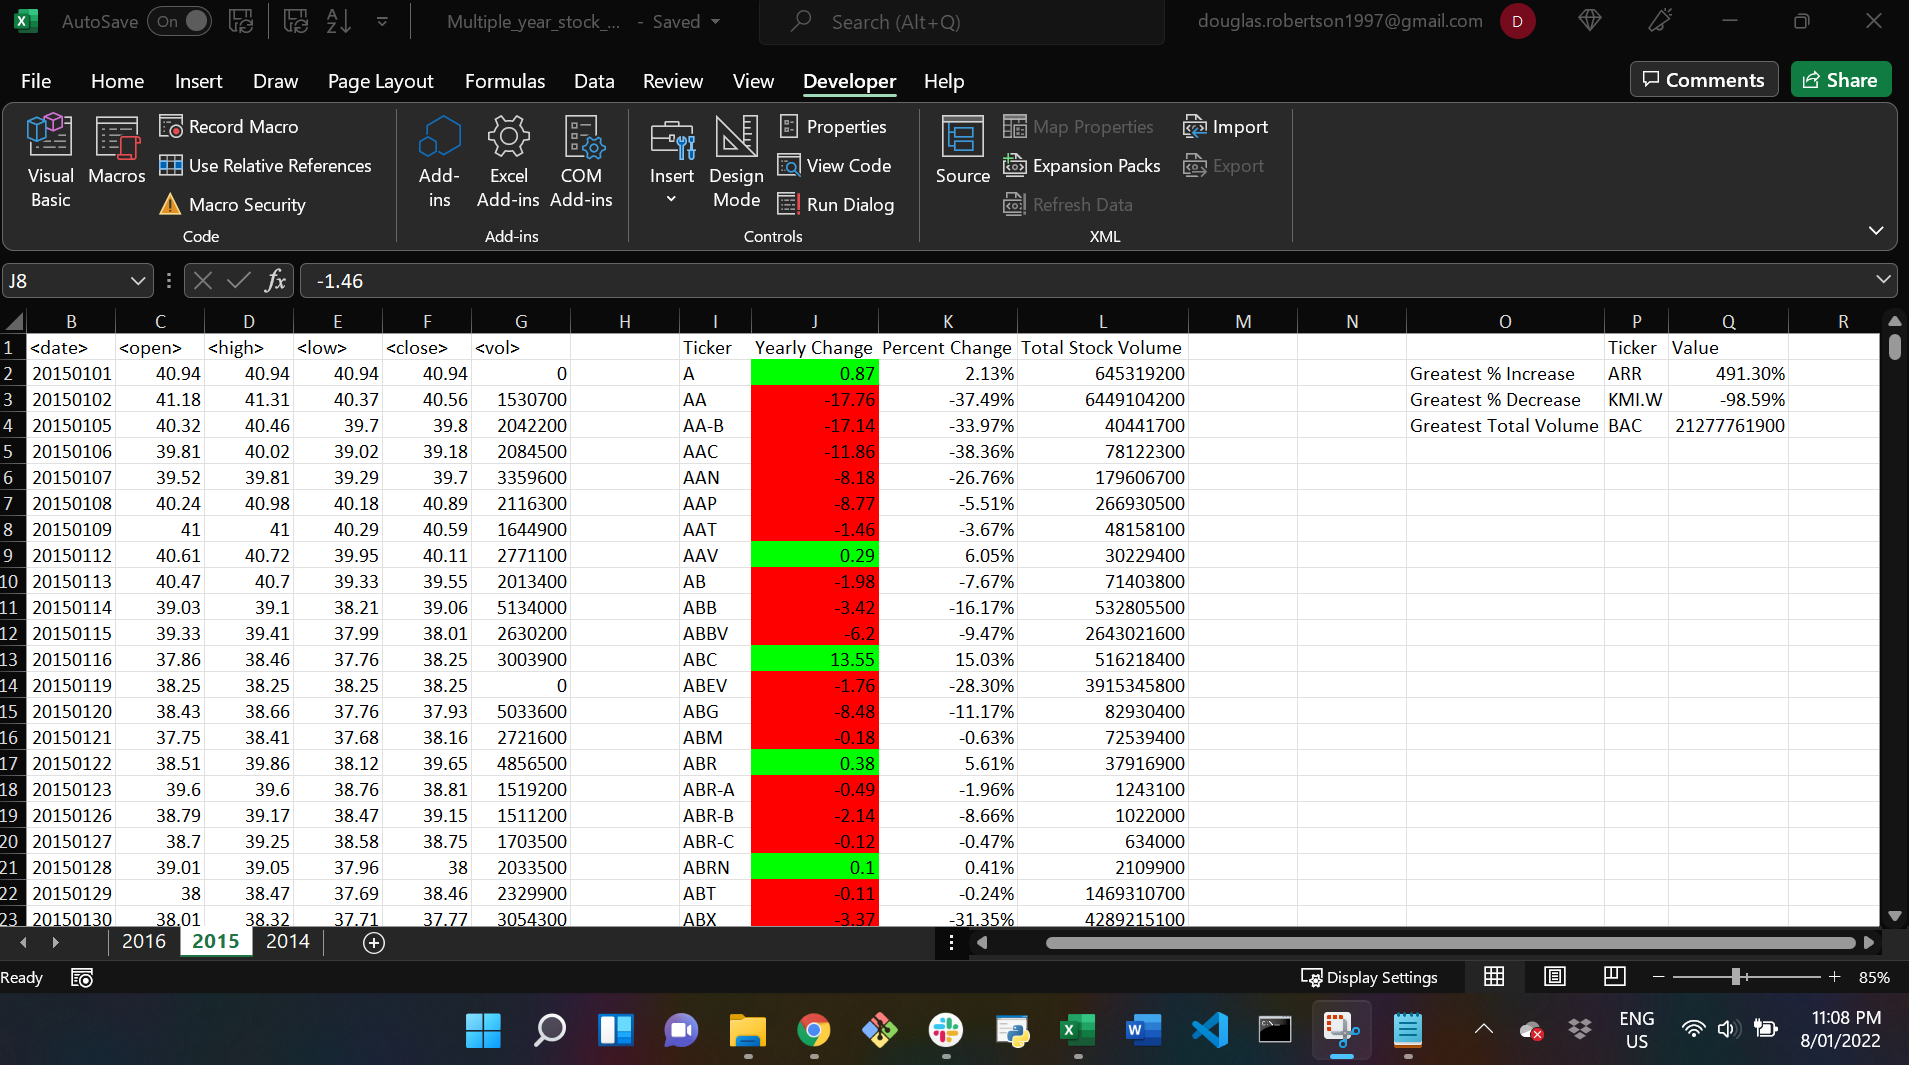 AutoSave On Multiple_year_stock_... - Saved Search (Alt+Q) douglas.robertson1997@gmail.com D
File Home Insert Draw Page Layout Formulas Data Review View Developer Help Comments Share
Visual Basic Macros Record Macro Use Relative References Macro Security
Add-ins Excel Add-ins COM Add-ins
Insert Design Mode Properties View Code Run Dialog
Source Map Properties Expansion Packs Refresh Data Import Export
Code Add-ins Controls XML
J8 fx -1.46
B C D E F G H I J K L M N O P Q R
1 <date> <open> <high> <low> <close> <vol> Ticker Yearly Change Percent Change Total Stock Volume Ticker Value
2 20150101 40.94 40.94 40.94 40.94 0 A 0.87 2.13% 645319200 Greatest % Increase ARR 491.30%
3 20150102 41.18 41.31 40.37 40.56 1530700 AA -17.76 -37.49% 6449104200 Greatest % Decrease KMI.W -98.59%
4 20150105 40.32 40.46 39.7 39.8 2042200 AA-B -17.14 -33.97% 40441700 Greatest Total Volume BAC 21277761900
5 20150106 39.81 40.02 39.02 39.18 2084500 AAC -11.86 -38.36% 78122300
6 20150107 39.52 39.81 39.29 39.7 3359600 AAN -8.18 -26.76% 179606700
7 20150108 40.24 40.98 40.18 40.89 2116300 AAP -8.77 -5.51% 266930500
8 20150109 41 41 40.29 40.59 1644900 AAT -1.46 -3.67% 48158100
9 20150112 40.61 40.72 39.95 40.11 2771100 AAV 0.29 6.05% 30229400
10 20150113 40.47 40.7 39.33 39.55 2013400 AB -1.98 -7.67% 71403800
11 20150114 39.03 39.1 38.21 39.06 5134000 ABB -3.42 -16.17% 532805500
12 20150115 39.33 39.41 37.99 38.01 2630200 ABBV -6.2 -9.47% 2643021600
13 20150116 37.86 38.46 37.76 38.25 3003900 ABC 13.55 15.03% 516218400
14 20150119 38.25 38.25 38.25 38.25 0 ABEV -1.76 -28.30% 3915345800
15 20150120 38.43 38.66 37.76 37.93 5033600 ABG -8.48 -11.17% 82930400
16 20150121 37.75 38.41 37.68 38.16 2721600 ABM -0.18 -0.63% 72539400
17 20150122 38.51 39.86 38.12 39.65 4856500 ABR 0.38 5.61% 37916900
18 20150123 39.6 39.6 38.76 38.81 1519200 ABR-A -0.49 -1.96% 1243100
19 20150126 38.79 39.17 38.47 39.15 1511200 ABR-B -2.14 -8.66% 1022000
20 20150127 38.7 39.25 38.58 38.75 1703500 ABR-C -0.12 -0.47% 634000
21 20150128 39.01 39.05 37.96 38 2033500 ABRN 0.1 0.41% 2109900
22 20150129 38 38.47 37.69 38.46 2329900 ABT -0.11 -0.24% 1469310700
23 20150130 38.01 38.32 37.71 37.77 3054300 ABX -3.37 -31.35% 4289215100
2016 2015 2014
Ready Display Settings 85%
ENG US 11:08 PM 8/01/2022